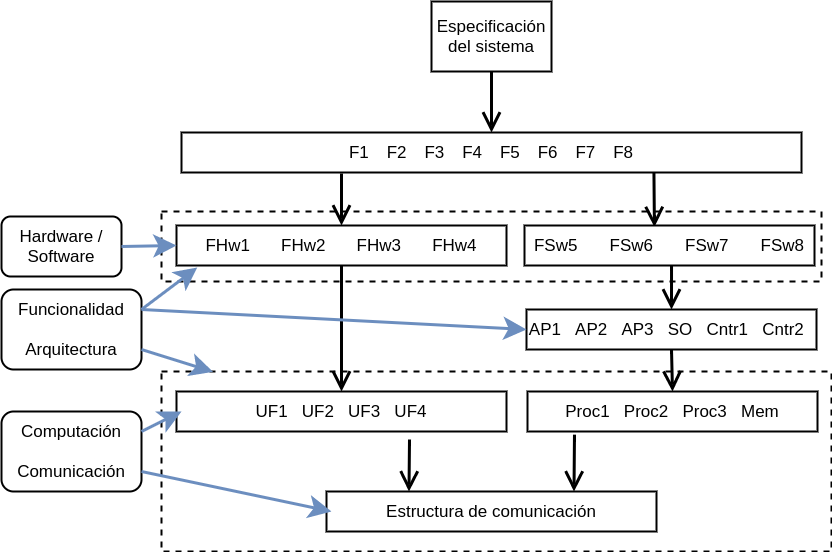 Especificación
del sistema
F1 F2 F3 F4 F5 F6 F7 F8
Hardware /
Software
FHw1 FHw2 FHw3 FHw4
FSw5 FSw6 FSw7 FSw8
Funcionalidad
Arquitectura
AP1 AP2 AP3 SO Cntr1 Cntr2
Computación
Comunicación
UF1 UF2 UF3 UF4
Proc1 Proc2 Proc3 Mem
Estructura de comunicación